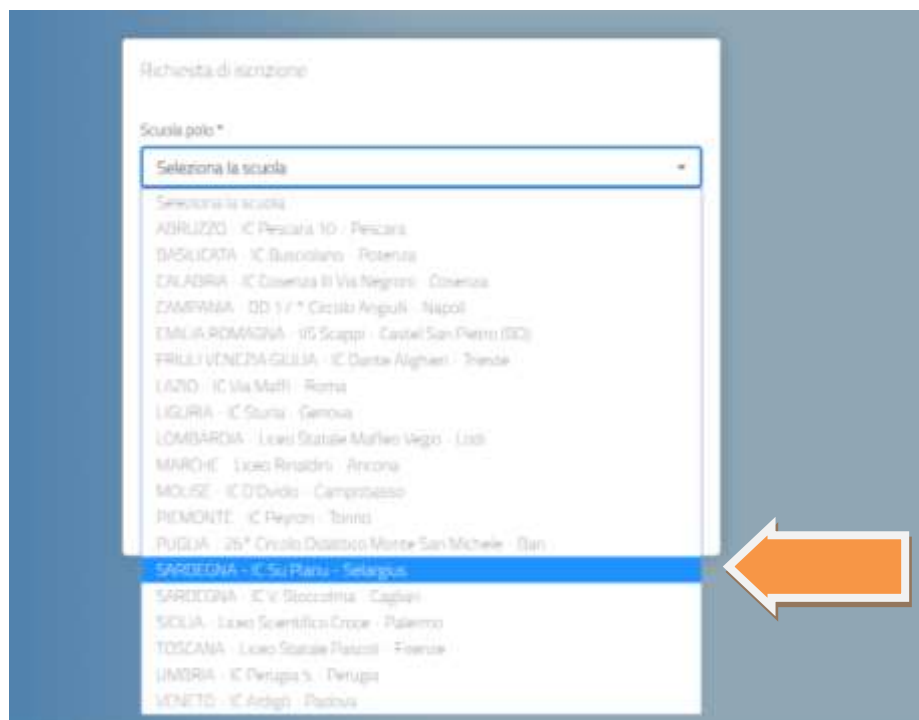 Richiesta di iscrizione
Scuola polo *
Seleziona la scuola
Seleziona la scuola
ABRUZZO - IC Pescara 10 - Pescara
BASILICATA - IC Busciolano - Potenza
CALABRIA - IC Cosenza III Via Negroni - Cosenza
CAMPANIA - DD 17 * Circolo Angiulli - Napoli
EMILIA ROMAGNA - IIS Scappi - Castel San Pietro (BO)
FRIULI VENEZIA GIULIA - IC Dante Alighieri - Trieste
LAZIO - IC Via Maffi - Roma
LIGURIA - IC Sturla - Genova
LOMBARDIA - Liceo Statale Maffeo Vegio - Lodi
MARCHE - Liceo Rinaldini - Ancona
MOLISE - IC D'Ovidio - Campobasso
PIEMONTE - IC Peyron - Torino
PUGLIA - 26° Circolo Didattico Monte San Michele - Bari
SARDEGNA - IC Su Planu - Selargius
SARDEGNA - IC V. Stoccolma - Cagliari
SICILIA - Liceo Scientifico Croce - Palermo
TOSCANA - Liceo Statale Pascoli - Firenze
UMBRIA - IC Perugia 5 - Perugia
VENETO - IC Ardigò - Padova